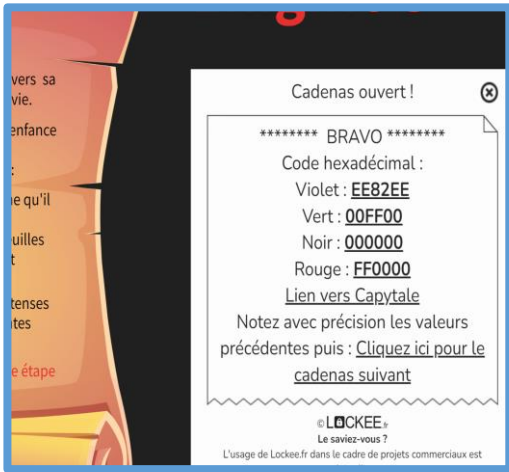 vers sa
vie.
enfance
:
e qu'il
uilles
t
tenses
tes
e étape
Cadenas ouvert !
******** BRAVO ********
Code hexadécimal :
Violet : EE82EE
Vert : 00FF00
Noir : 000000
Rouge : FF0000
Lien vers Capytale
Notez avec précision les valeurs
précédentes puis : Cliquez ici pour le
cadenas suivant
© LOCKEE.fr
Le saviez-vous ?
L'usage de Lockee.fr dans le cadre de projets commerciaux est